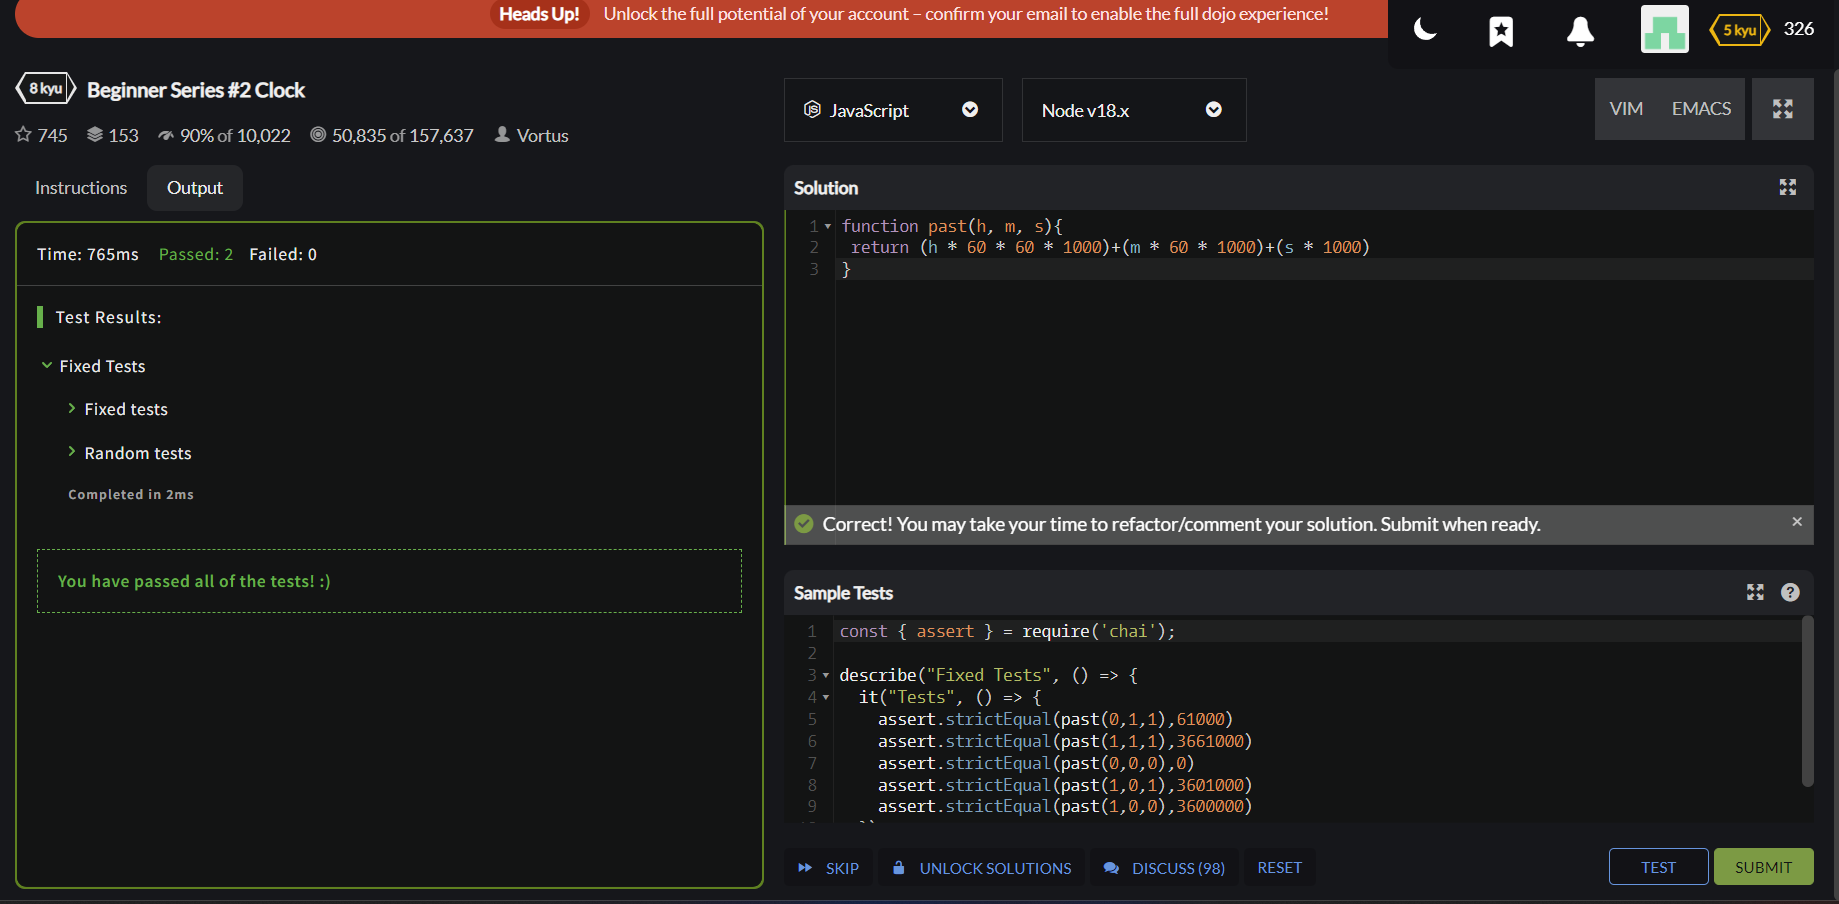 Heads Up! Unlock the full potential of your account – confirm your email to enable the full dojo experience!
5 kyu 326
8 kyu Beginner Series #2 Clock
745 153 90% of 10,022 50,835 of 157,637 Vortus
JavaScript Node v18.x VIM EMACS
Instructions Output
Time: 765ms Passed: 2 Failed: 0
Test Results:
Fixed Tests
Fixed tests
Random tests
Completed in 2ms
You have passed all of the tests! :)
Solution
1 function past(h, m, s){
2 return (h * 60 * 60 * 1000)+(m * 60 * 1000)+(s * 1000)
3 }
Correct! You may take your time to refactor/comment your solution. Submit when ready. ×
Sample Tests ?
1 const { assert } = require('chai');
2
3 describe("Fixed Tests", () => {
4 it("Tests", () => {
5 assert.strictEqual(past(0,1,1),61000)
6 assert.strictEqual(past(1,1,1),3661000)
7 assert.strictEqual(past(0,0,0),0)
8 assert.strictEqual(past(1,0,1),3601000)
9 assert.strictEqual(past(1,0,0),3600000)
SKIP UNLOCK SOLUTIONS DISCUSS (98) RESET TEST SUBMIT